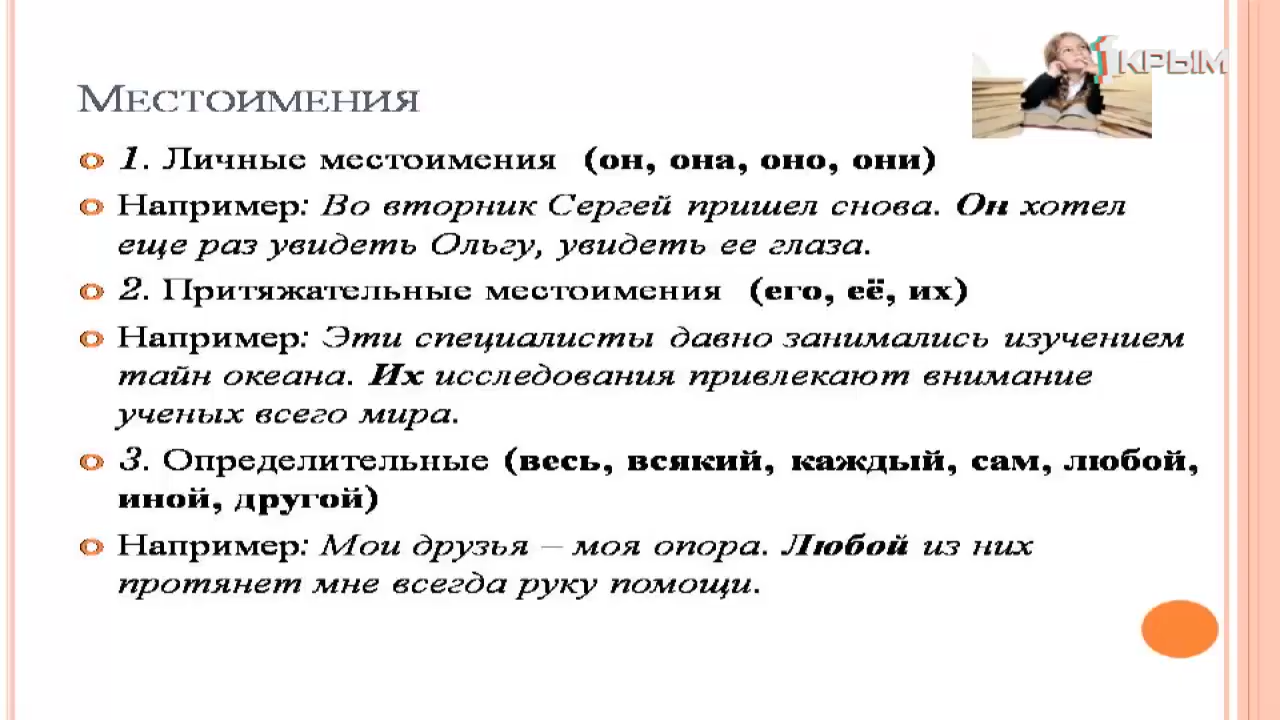 1КРЫМ
МЕСТОИМЕНИЯ
1. Личные местоимения (он, она, оно, они)
Например: Во вторник Сергей пришел снова. Он хотел
еще раз увидеть Ольгу, увидеть ее глаза.
2. Притяжательные местоимения (его, её, их)
Например: Эти специалисты давно занимались изучением
тайн океана. Их исследования привлекают внимание
ученых всего мира.
3. Определительные (весь, всякий, каждый, сам, любой,
иной, другой)
Например: Мои друзья – моя опора. Любой из них
протянет мне всегда руку помощи.